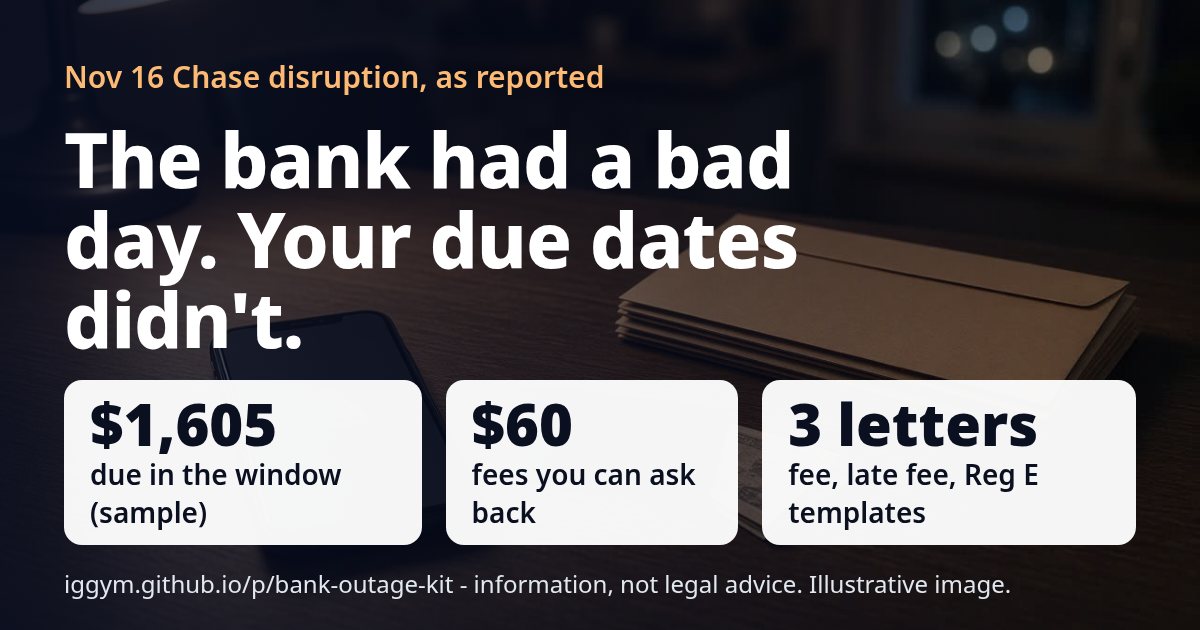 Nov 16 Chase disruption, as reported
The bank had a bad
day. Your due dates
didn't.
$1,605
due in the window
(sample)
$60
fees you can ask
back
3 letters
fee, late fee, Reg E
templates
iggym.github.io/p/bank-outage-kit - information, not legal advice. Illustrative image.